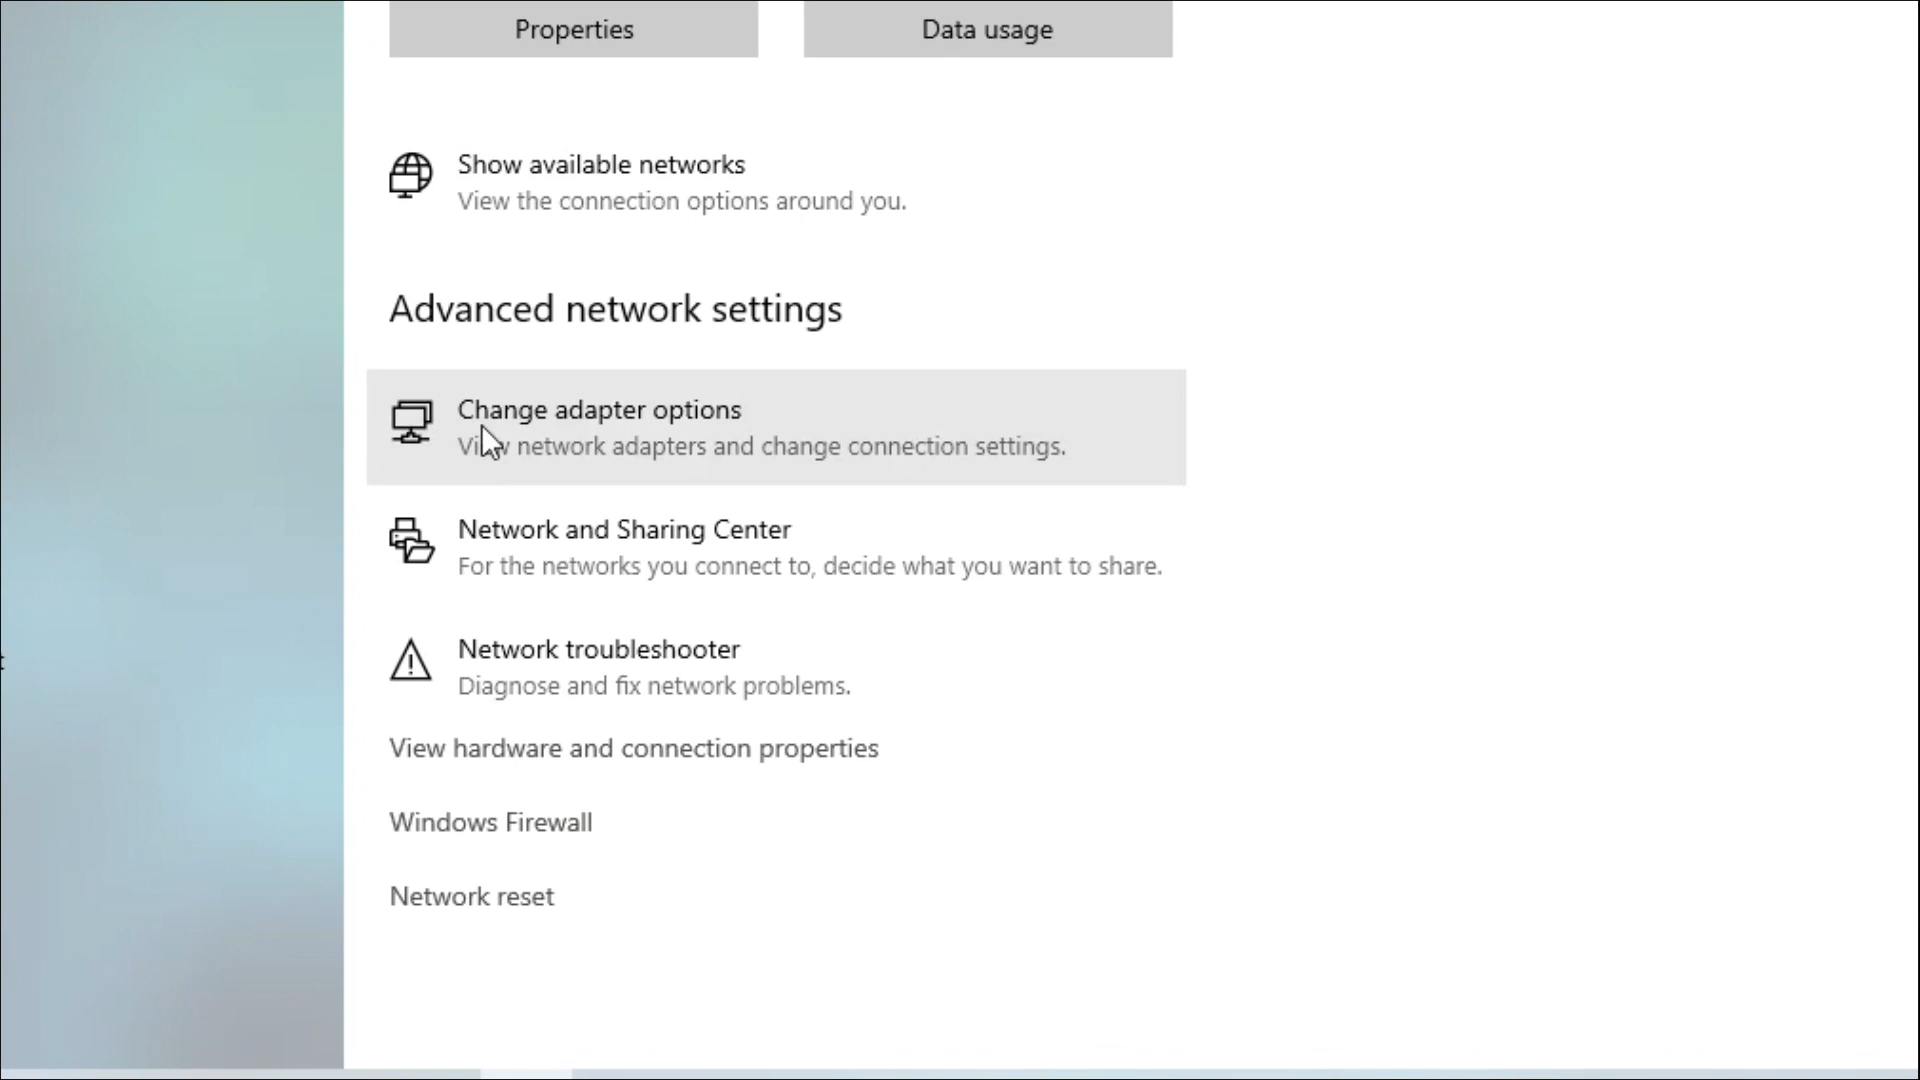 Properties
Data usage
Show available networks
View the connection options around you.
Advanced network settings
Change adapter options
View network adapters and change connection settings.
Network and Sharing Center
For the networks you connect to, decide what you want to share.
Network troubleshooter
Diagnose and fix network problems.
View hardware and connection properties
Windows Firewall
Network reset